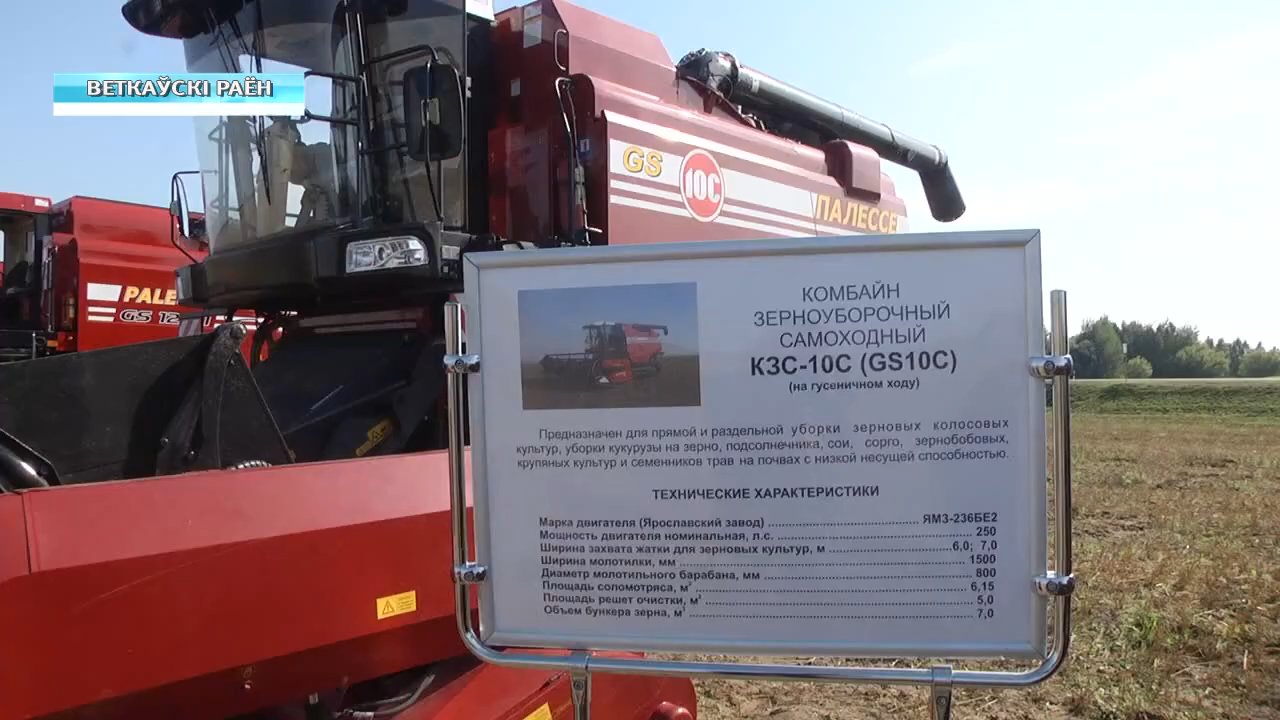 ВЕТКАЎСКІ РАЁН
GS 10С ПАЛЕССЕ
PALE
GS 12
КОМБАЙН
ЗЕРНОУБОРОЧНЫЙ
САМОХОДНЫЙ
КЗС-10С (GS10C)
(на гусеничном ходу)
Предназначен для прямой и раздельной уборки зерновых колосовых
культур, уборки кукурузы на зерно, подсолнечника, сои, сорго, зернобобовых,
крупяных культур и семенников трав на почвах с низкой несущей способностью.
ТЕХНИЧЕСКИЕ ХАРАКТЕРИСТИКИ
Марка двигателя (Ярославский завод) ........................................ ЯМЗ-236БЕ2
Мощность двигателя номинальная, л.с. ........................................ 250
Ширина захвата жатки для зерновых культур, м ........................................ 6,0; 7,0
Ширина молотилки, мм ........................................ 1500
Диаметр молотильного барабана, мм ........................................ 800
Площадь соломотряса, м² ........................................ 6,15
Площадь решет очистки, м² ........................................ 5,0
Объем бункера зерна, м³ ........................................ 7,0